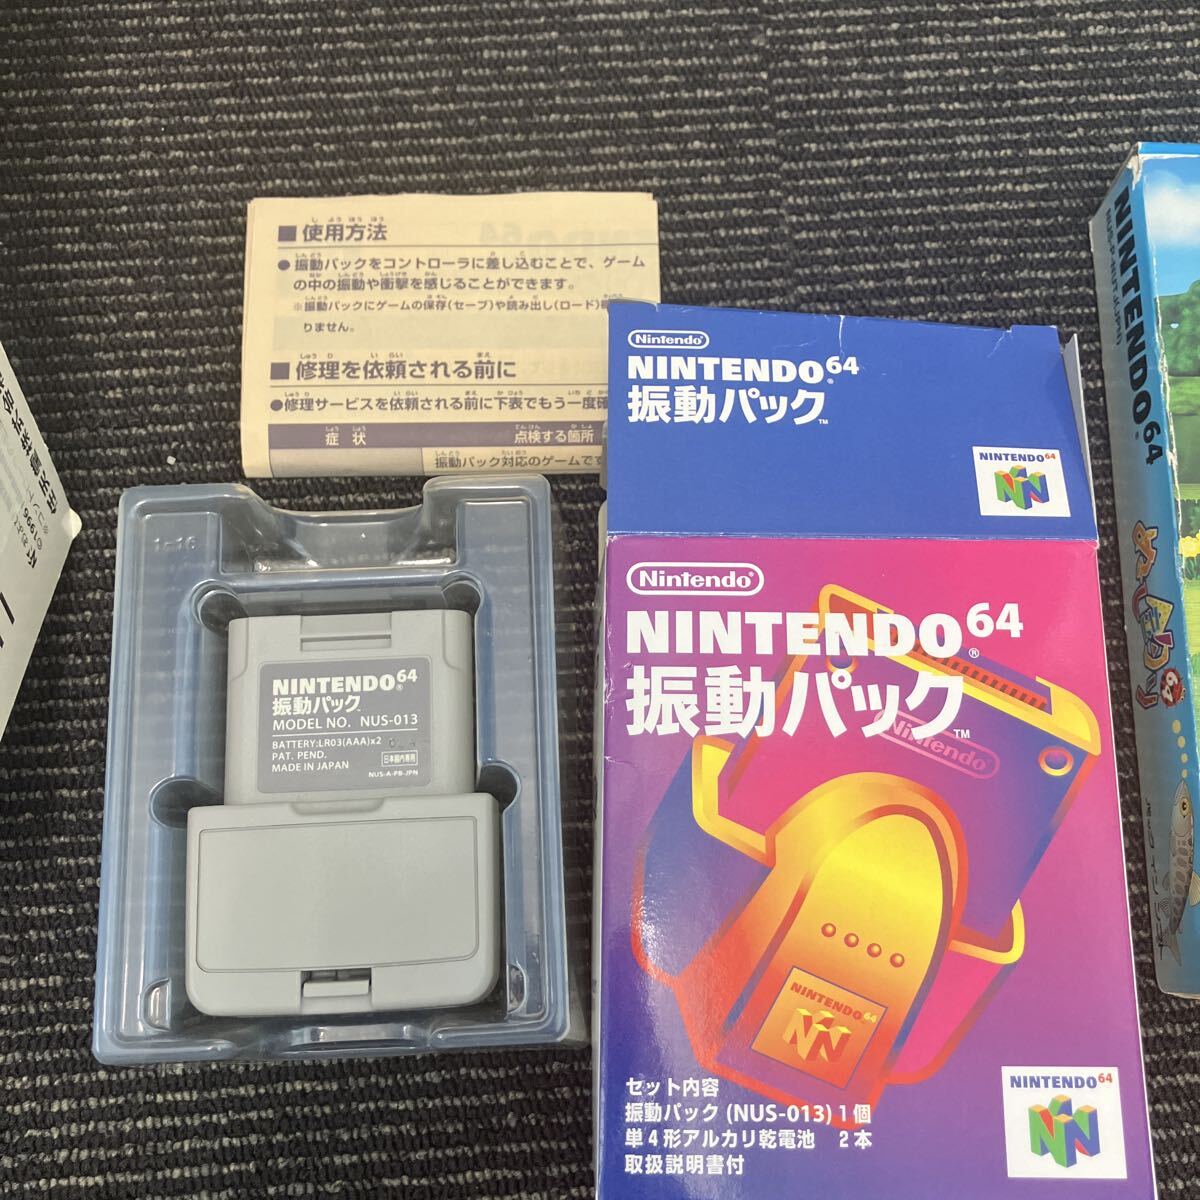 ■ 使用方法
● 振動パックをコントローラに差し込むことで、ゲーム
の中の振動や衝撃を感じることができます。
※振動パックにゲームの保存(セーブ)や読み出し(ロード)
りません。
■ 修理を依頼される前に
●修理サービスを依頼される前に下表でもう一度
症 状
点検する箇所
振動パック対応のゲームです
1-16
NINTENDO64
振動パック
MODEL NO. NUS-013
BATTERY:LR03(AAA)x2
PAT. PEND.
MADE IN JAPAN
日本国内専用
NUS-A-PB-JPN
Nintendo
NINTENDO64®
振動パック™
NINTENDO64
Nintendo
NINTENDO64®
振動パック™
Nintendo
NINTENDO64
セット内容
振動パック (NUS-013) 1個
単4形アルカリ乾電池 2本
取扱説明書付
NINTENDO64
NINTENDO64
©1996